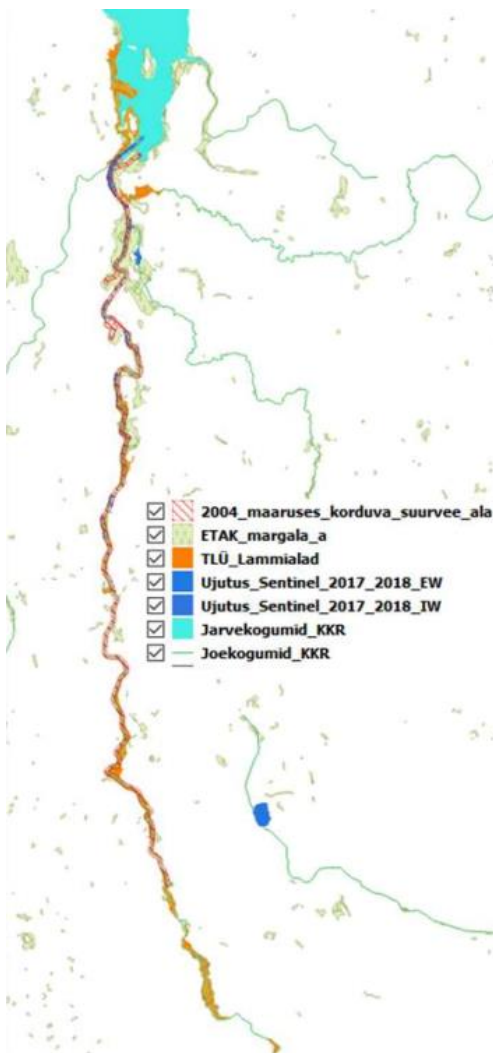 2004_maaruses_korduva_suurvee_ala
ETAK_margala_a
TLÜ_Lammialad
Ujutus_Sentinel_2017_2018_EW
Ujutus_Sentinel_2017_2018_IW
Jarvekogumid_KKR
Joekogumid_KKR